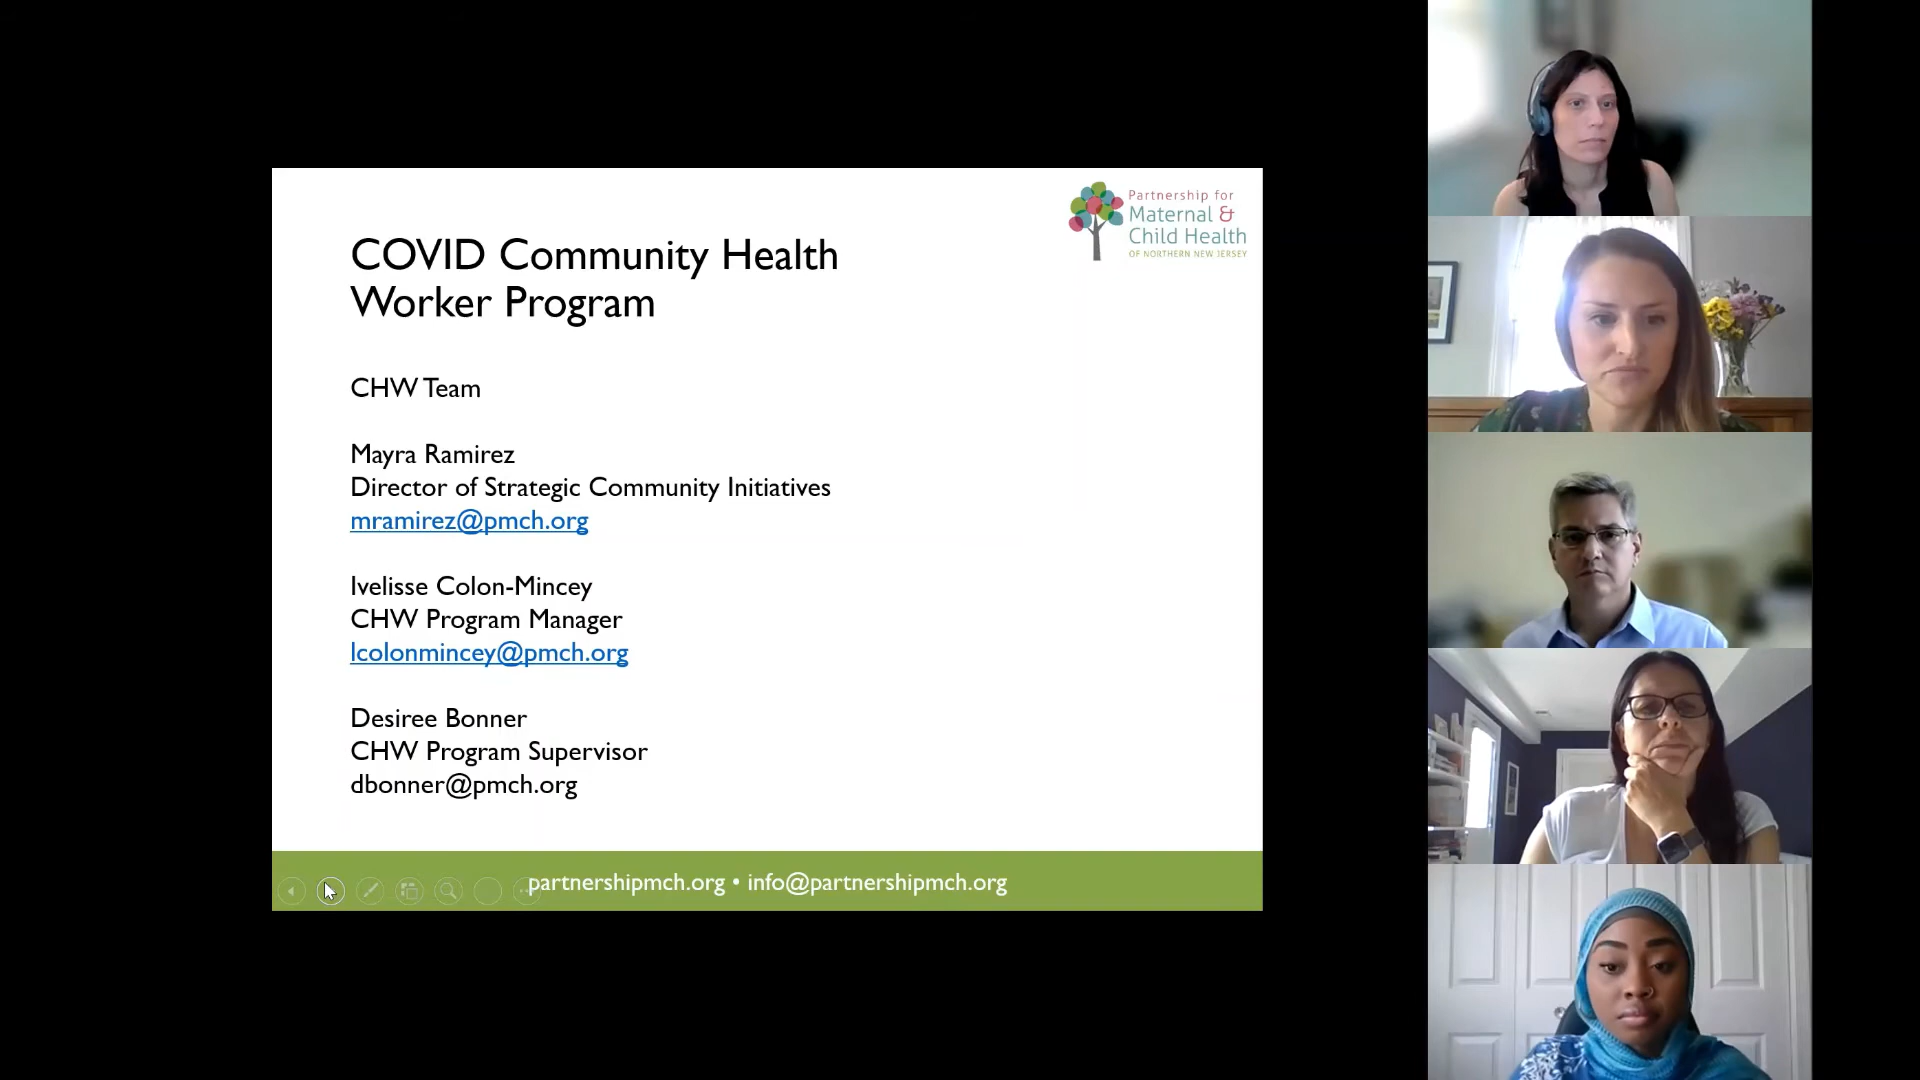 Partnership for
Maternal &
Child Health
OF NORTHERN NEW JERSEY
COVID Community Health
Worker Program
CHW Team
Mayra Ramirez
Director of Strategic Community Initiatives
mramirez@pmch.org
Ivelisse Colon-Mincey
CHW Program Manager
lcolonmincey@pmch.org
Desiree Bonner
CHW Program Supervisor
dbonner@pmch.org
partnershipmch.org • info@partnershipmch.org